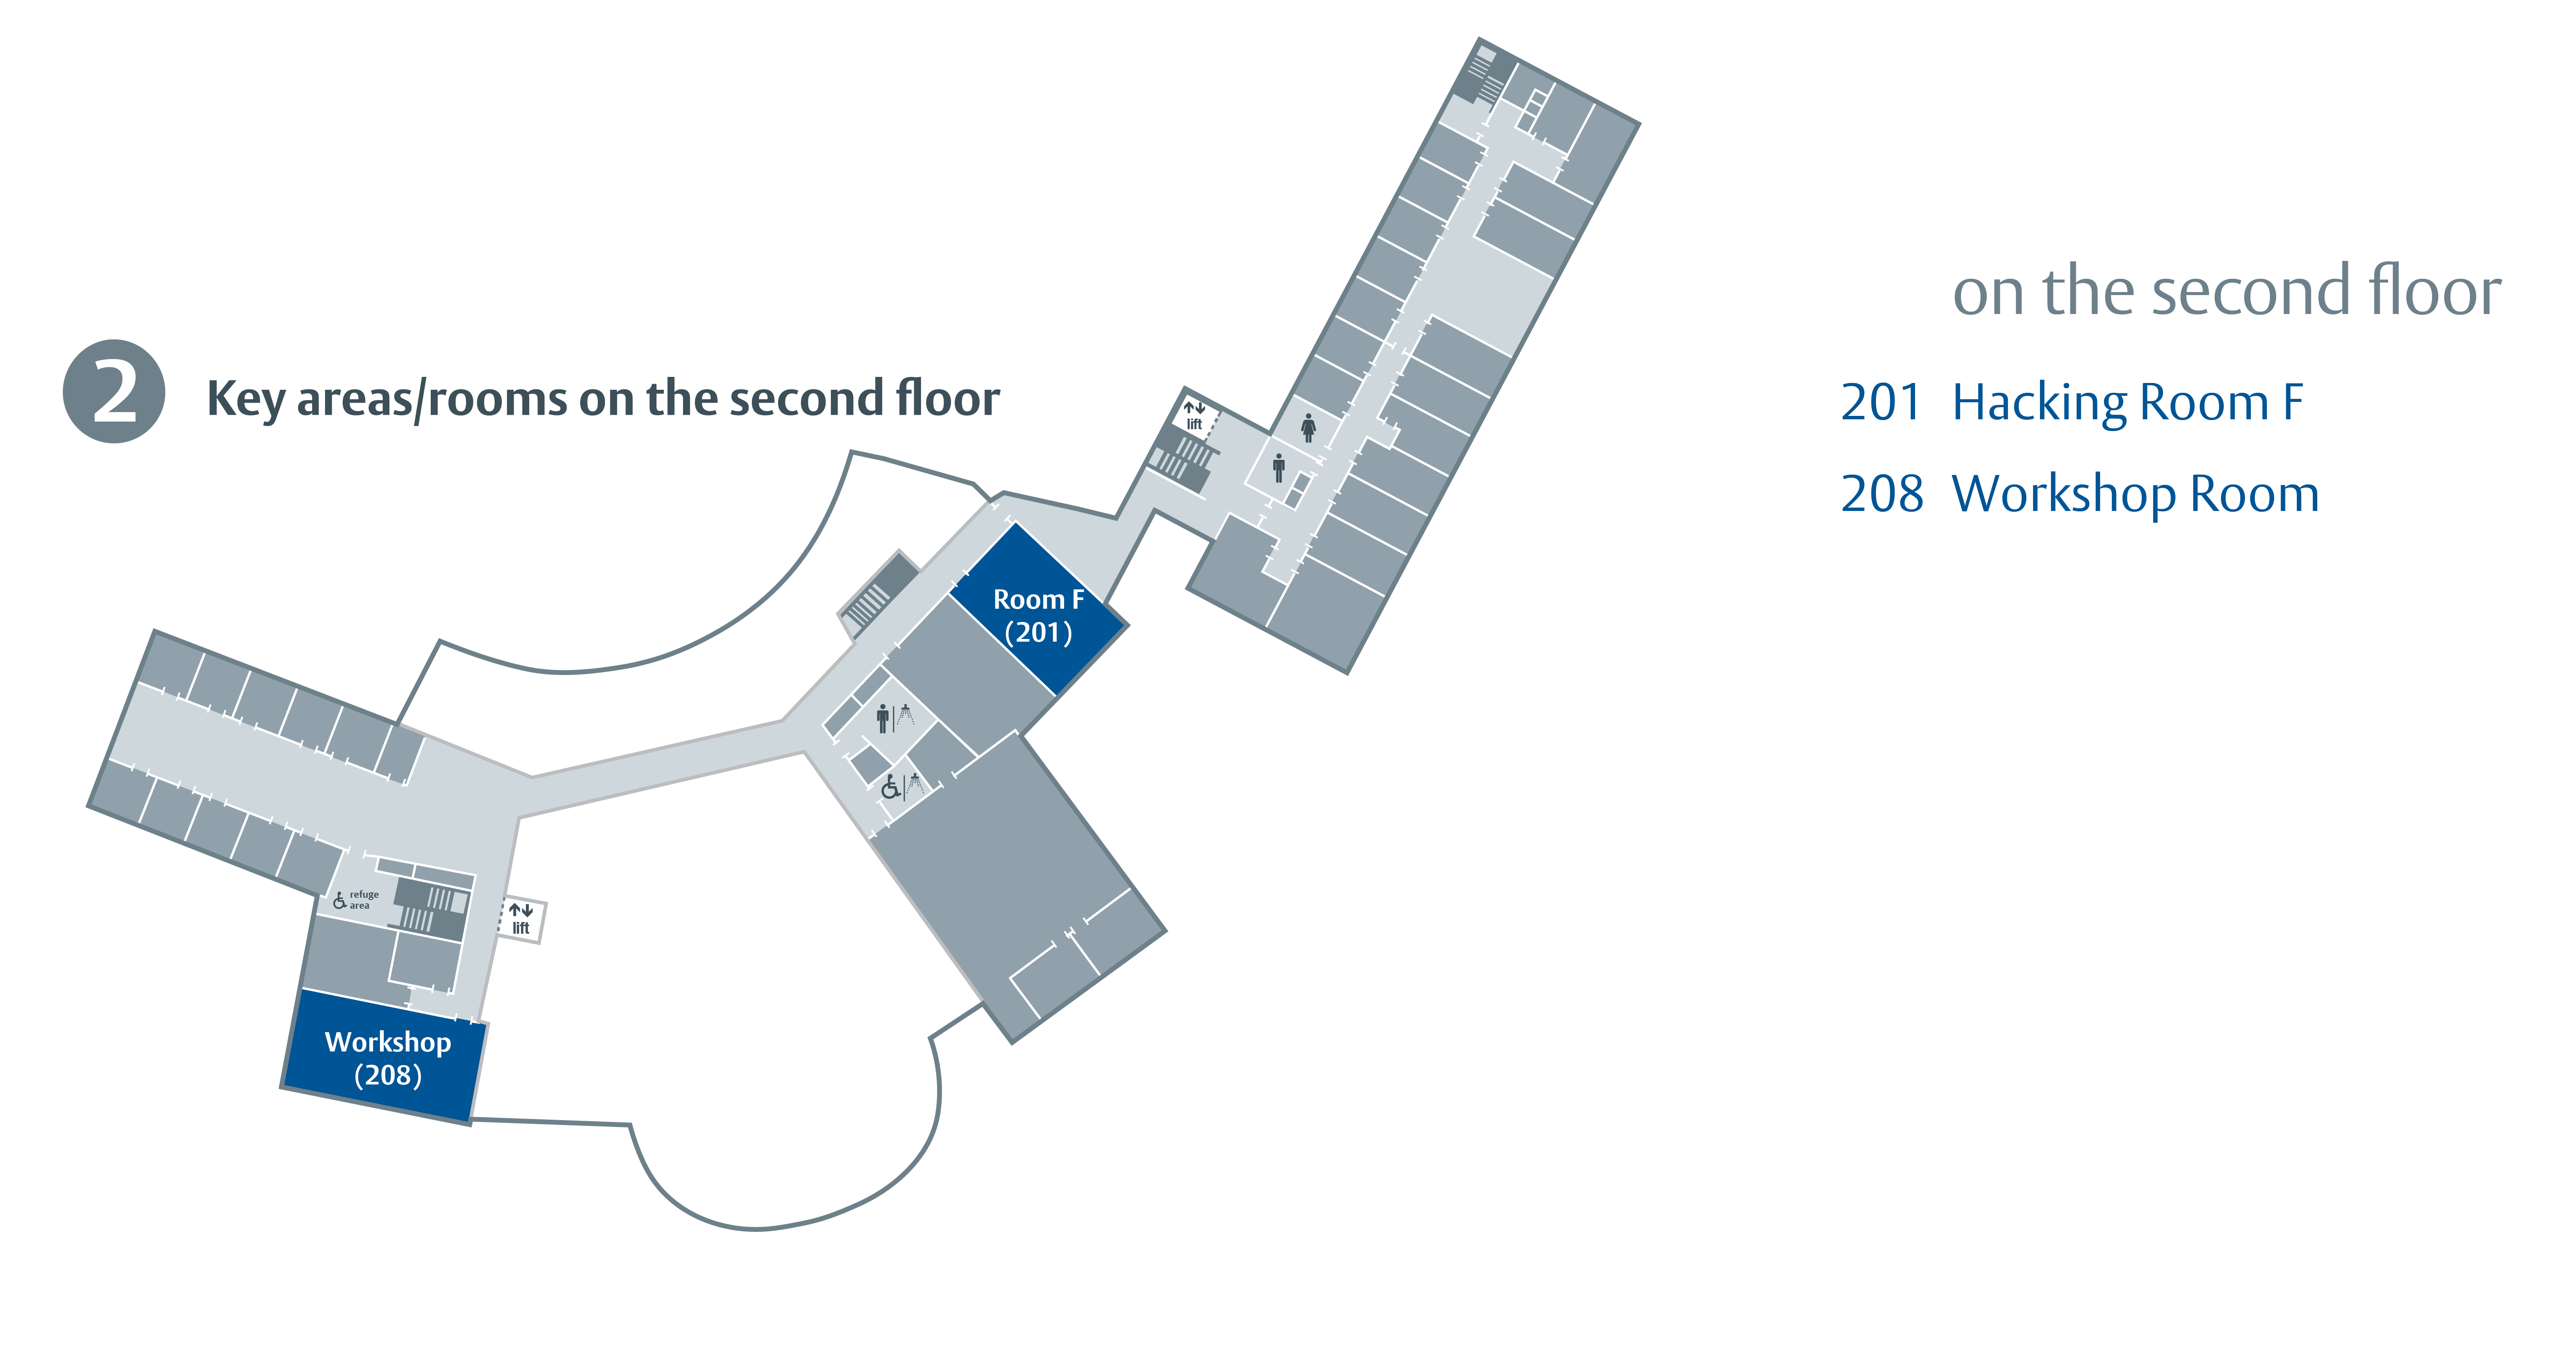 2
Key areas/rooms on the second floor
on the second floor
201 Hacking Room F
208 Workshop Room
lift
Room F
(201)
refuge
area
lift
Workshop
(208)